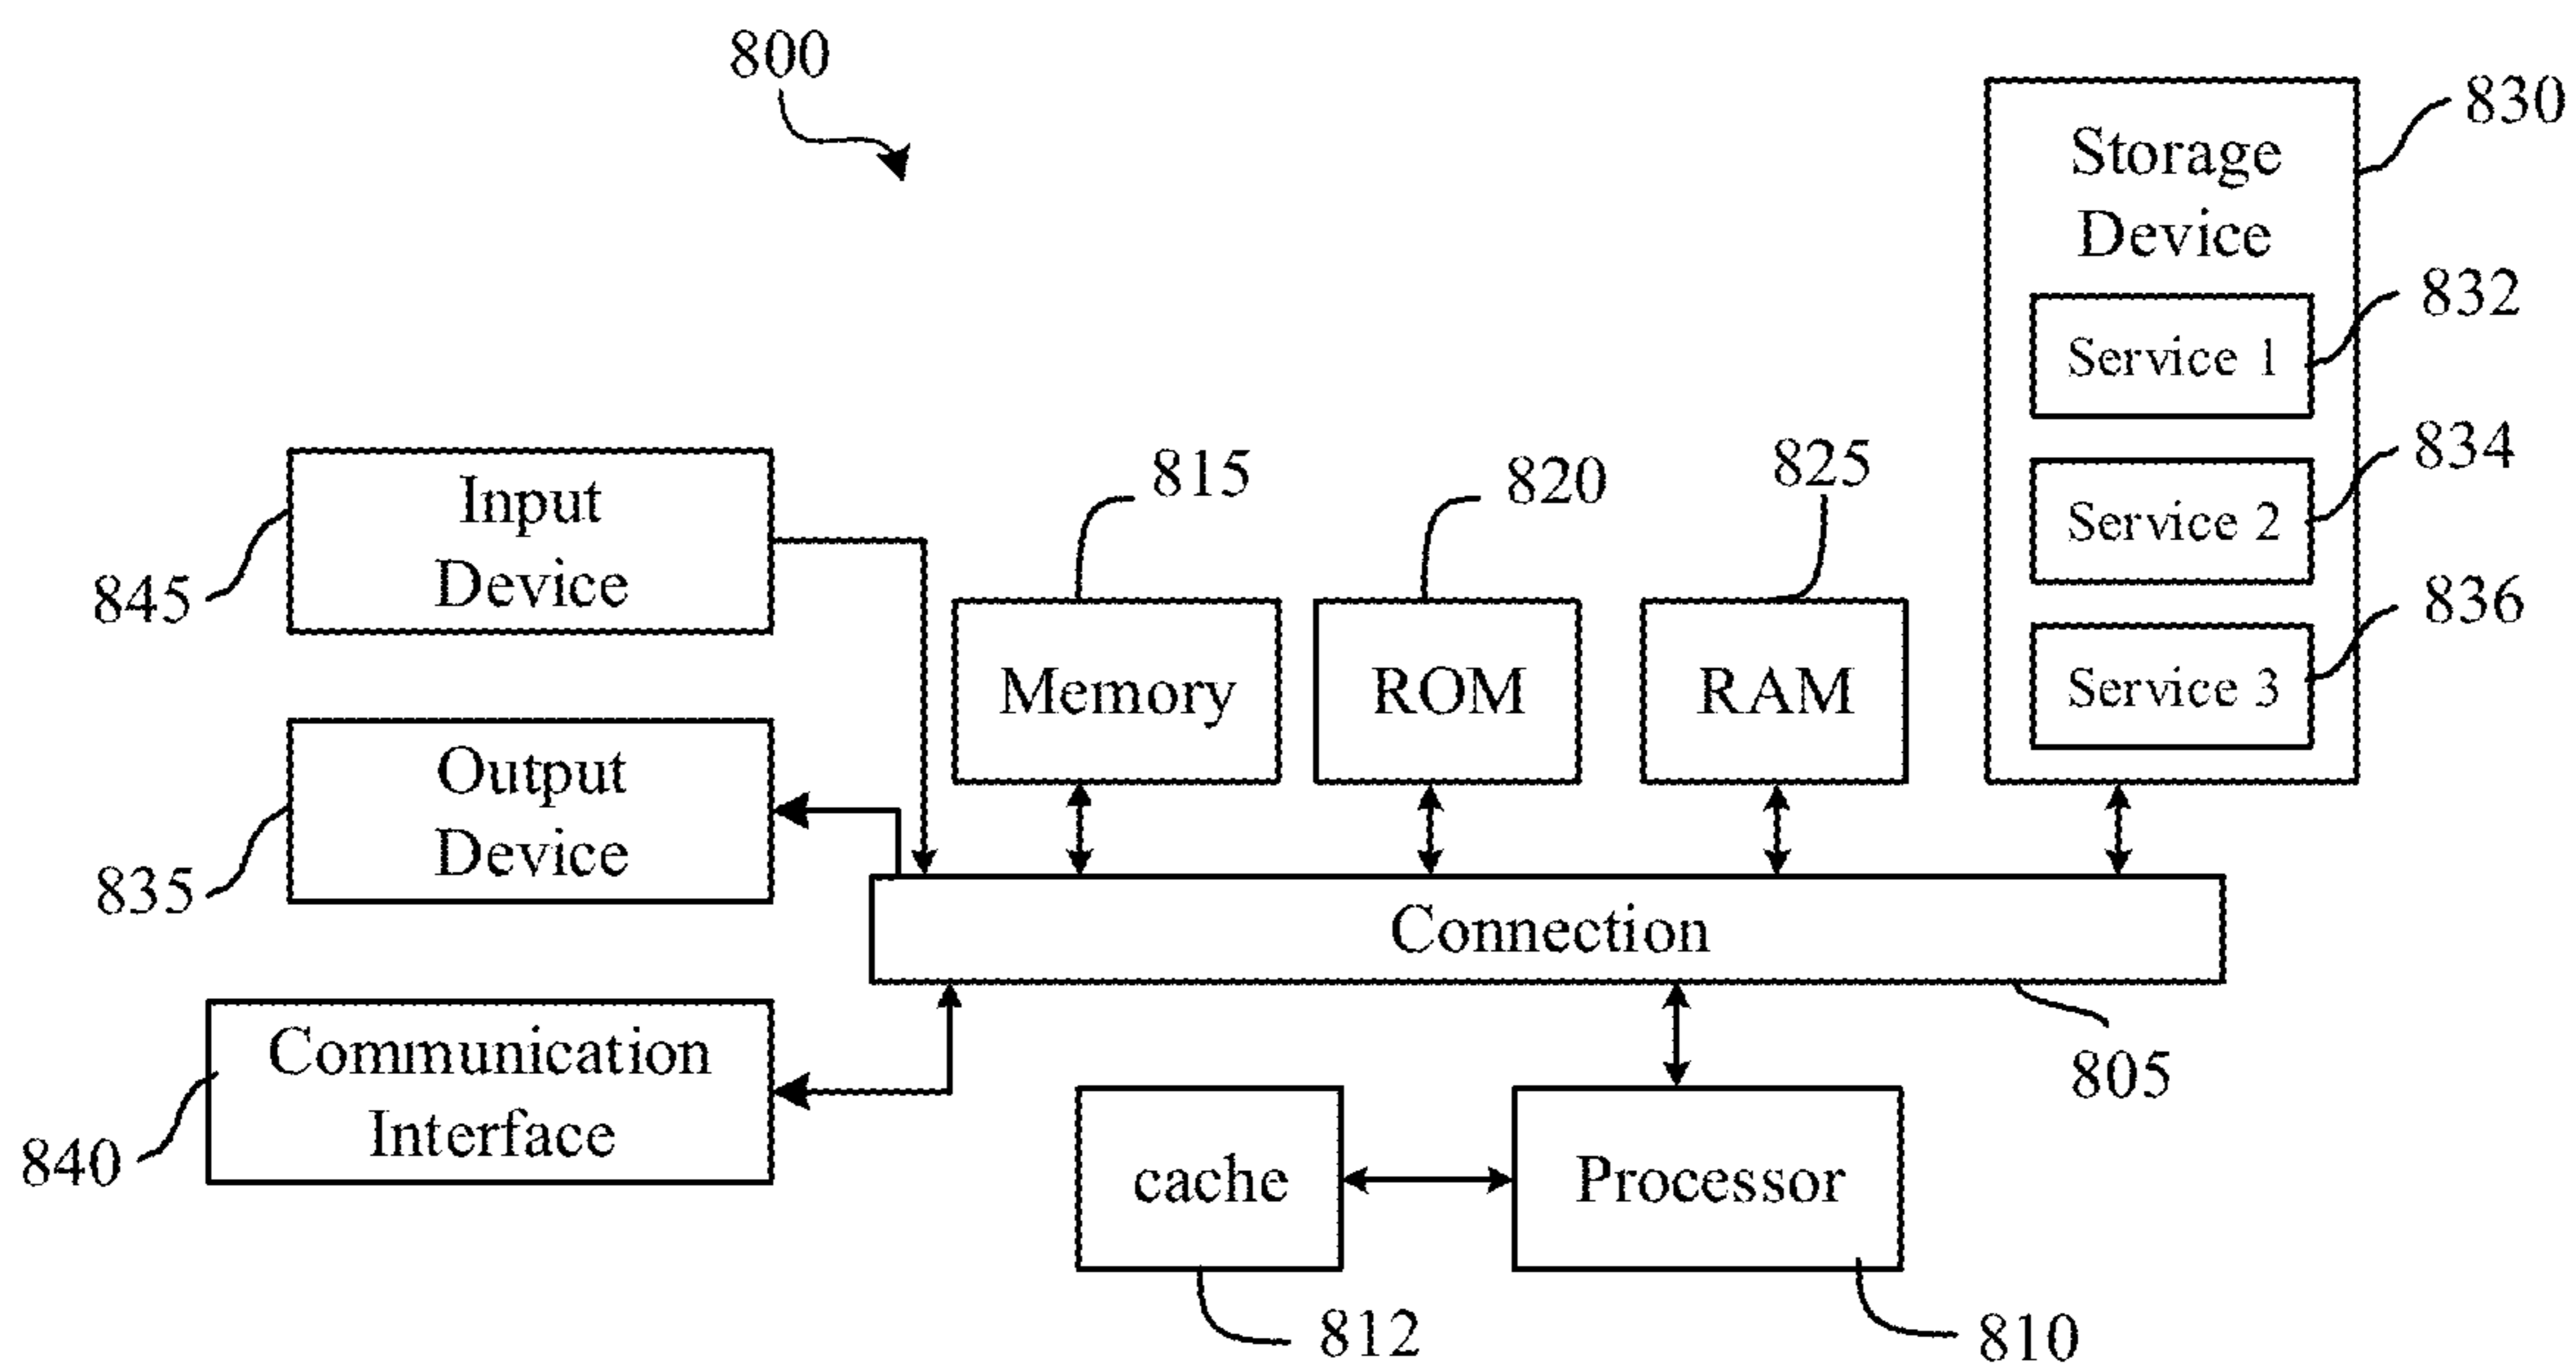 800
830
Storage
Device
832
Service 1
834
Service 2
836
Service 3
845
Input
Device
815
Memory
820
ROM
825
RAM
835
Output
Device
Connection
805
840
Communication
Interface
cache
812
Processor
810